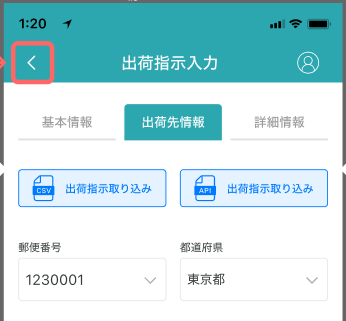 1:20
出荷指示入力
基本情報 出荷先情報 詳細情報
CSV 出荷指示取り込み API 出荷指示取り込み
郵便番号 都道府県
1230001 東京都